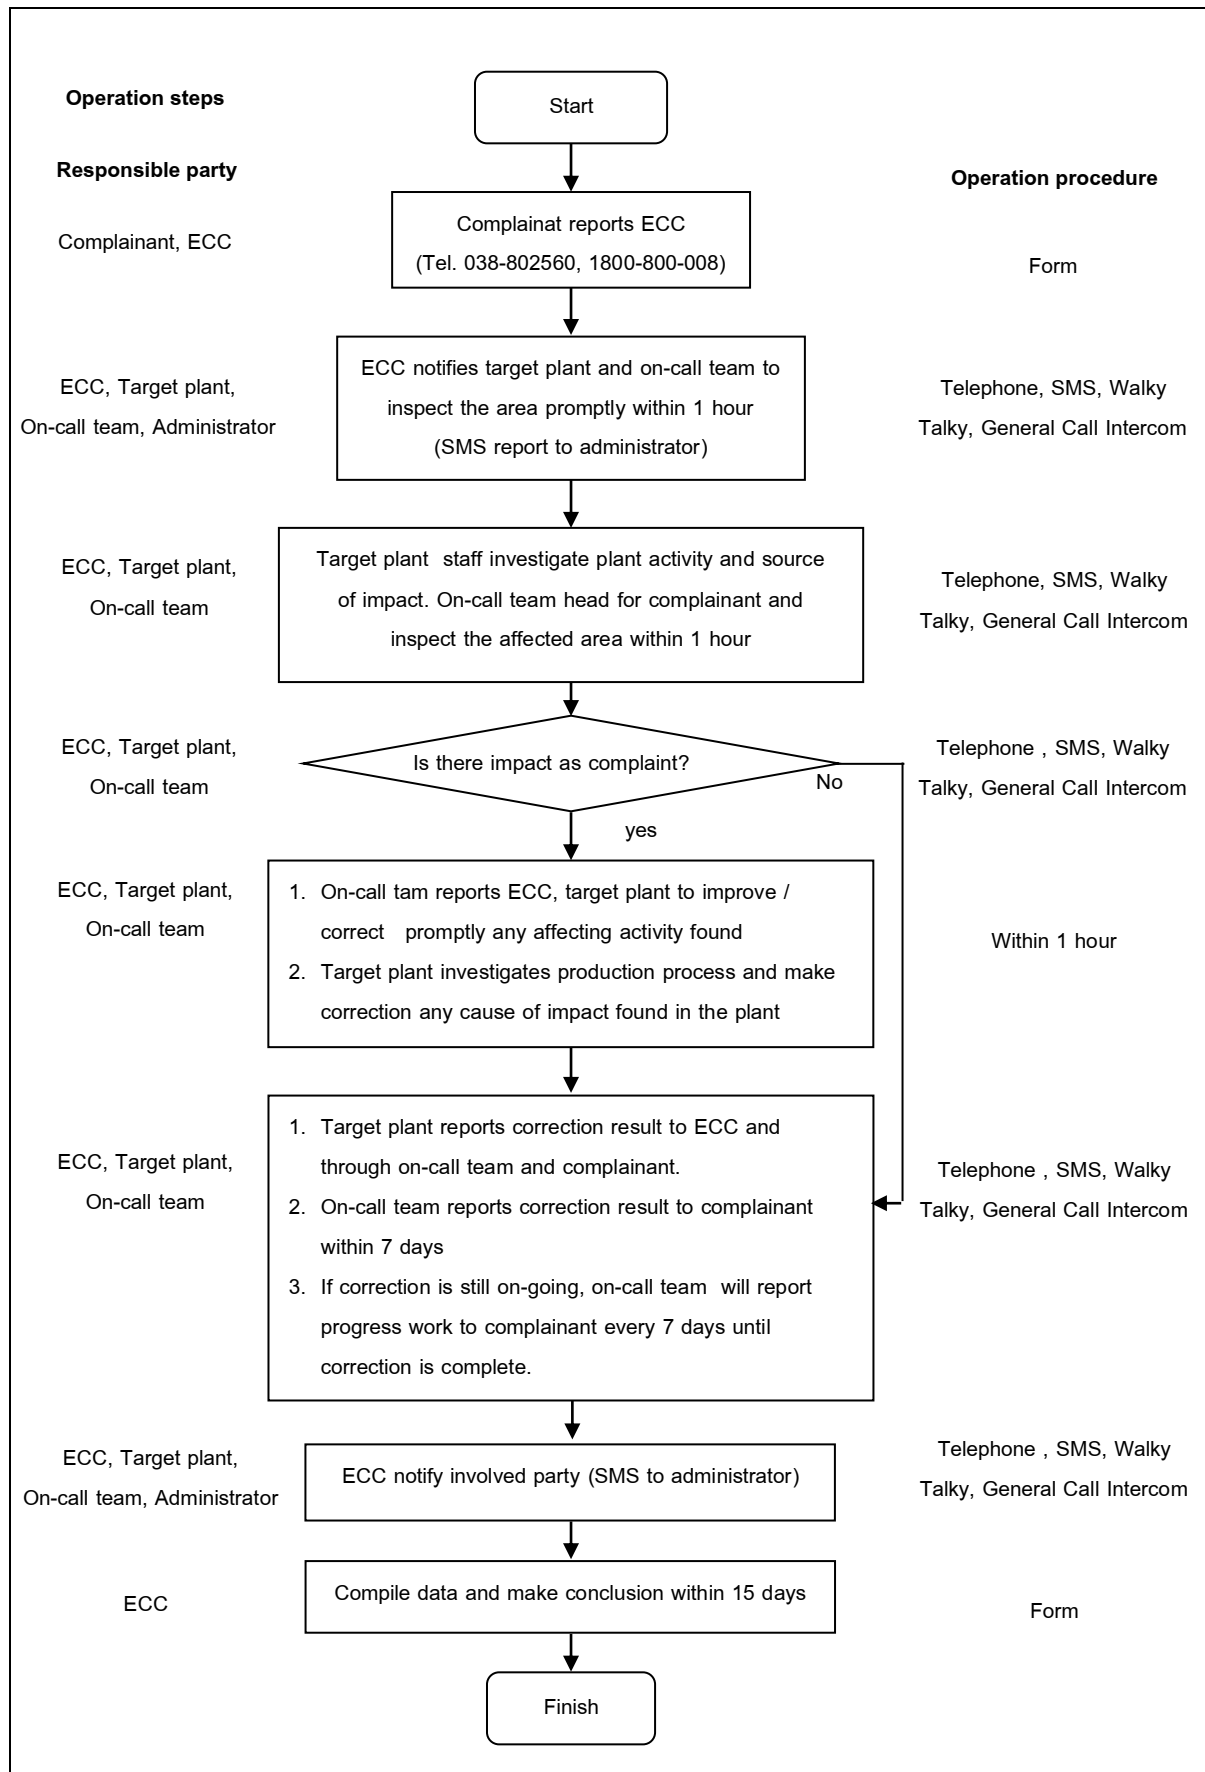 Operation steps
Start
Responsible party
Operation procedure
Complainant, ECC
Complainat reports ECC
(Tel. 038-802560, 1800-800-008)
Form
ECC, Target plant,
On-call team, Administrator
ECC notifies target plant and on-call team to
inspect the area promptly within 1 hour
(SMS report to administrator)
Telephone, SMS, Walky
Talky, General Call Intercom
ECC, Target plant,
On-call team
Target plant staff investigate plant activity and source
of impact. On-call team head for complainant and
inspect the affected area within 1 hour
Telephone, SMS, Walky
Talky, General Call Intercom
ECC, Target plant,
On-call team
Is there impact as complaint?
No
yes
Telephone , SMS, Walky
Talky, General Call Intercom
ECC, Target plant,
On-call team
1. On-call tam reports ECC, target plant to improve /
correct promptly any affecting activity found
2. Target plant investigates production process and make
correction any cause of impact found in the plant
Within 1 hour
ECC, Target plant,
On-call team
1. Target plant reports correction result to ECC and
through on-call team and complainant.
2. On-call team reports correction result to complainant
within 7 days
3. If correction is still on-going, on-call team will report
progress work to complainant every 7 days until
correction is complete.
Telephone , SMS, Walky
Talky, General Call Intercom
ECC, Target plant,
On-call team, Administrator
ECC notify involved party (SMS to administrator)
Telephone , SMS, Walky
Talky, General Call Intercom
ECC
Compile data and make conclusion within 15 days
Form
Finish